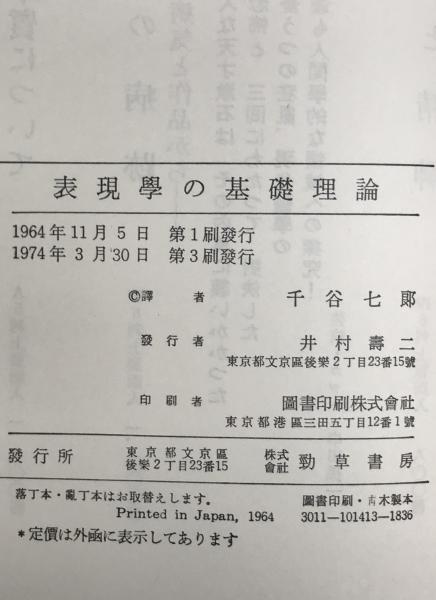 表現學の基礎理論
1964年11月5日 第1刷發行
1974年3月30日 第3刷發行
©譯者 千谷七郞
發行者 井村壽二
東京都文京區後樂2丁目23番15號
印刷者 圖書印刷株式會社
東京都港區三田五丁目12番1號
發行所 東京都文京區後樂2丁目23番15 株式會社 勁草書房
落丁本・亂丁本はお取替えします。 圖書印刷・靑木製本
Printed in Japan, 1964 3011—101413—1836
*定價は外函に表示してあります